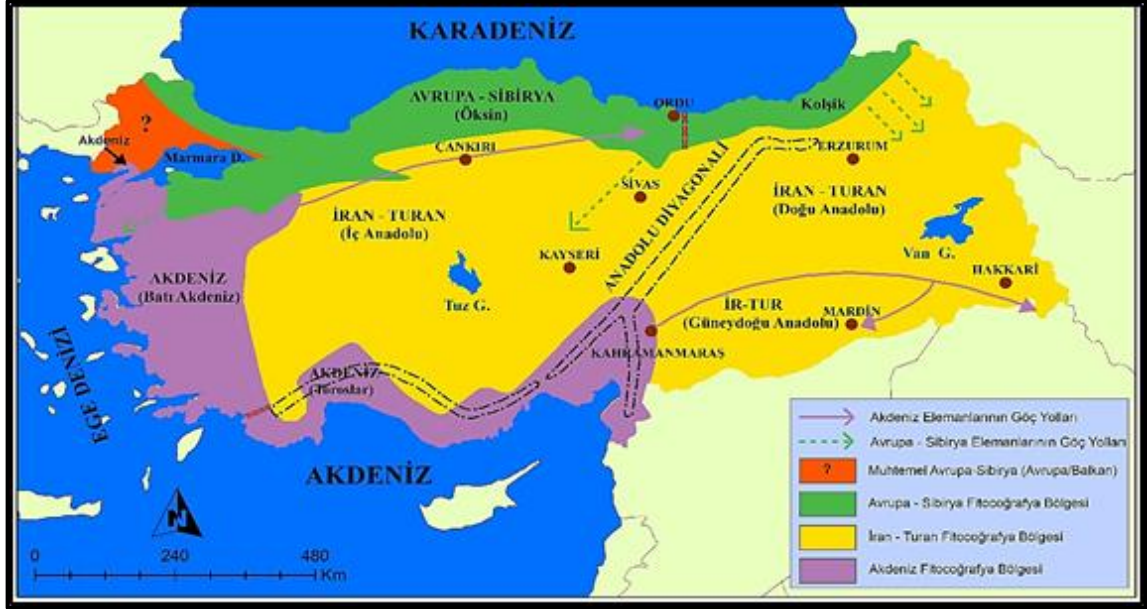 KARADENİZ
AVRUPA - SİBİRYA
(Öksin)
ORDU
Kolşik
?
Akdeniz
Marmara D.
ÇANKIRI
ERZURUM
SİVAS
İRAN - TURAN
(İç Anadolu)
ANADOLU DİYAGONALİ
İRAN - TURAN
(Doğu Anadolu)
KAYSERİ
Van G.
HAKKARİ
AKDENİZ
(Batı Akdeniz)
Tuz G.
İR-TUR
(Güneydoğu Anadolu)
MARDİN
KAHRAMANMARAŞ
EGE DENİZİ
AKDENİZ
(Toroslar)
AKDENİZ
N
0 240 480
Km
Akdeniz Elemanlarının Göç Yolları
Avrupa - Sibirya Elemanlarının Göç Yolları
? Muhtemel Avrupa-Sibirya (Avrupa/Balkan)
Avrupa - Sibirya Fitocoğrafya Bölgesi
İran - Turan Fitocoğrafya Bölgesi
Akdeniz Fitocoğrafya Bölgesi